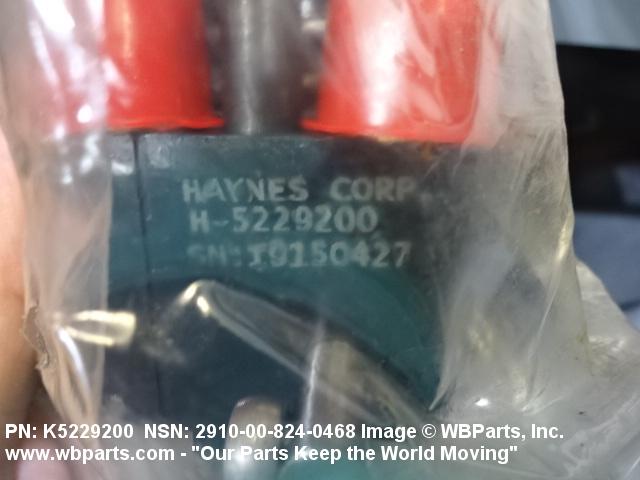 HAYNES CORP.
H-5229200
SN:I9150427
PN: K5229200 NSN: 2910-00-824-0468 Image © WBParts, Inc.
www.wbparts.com - "Our Parts Keep the World Moving"